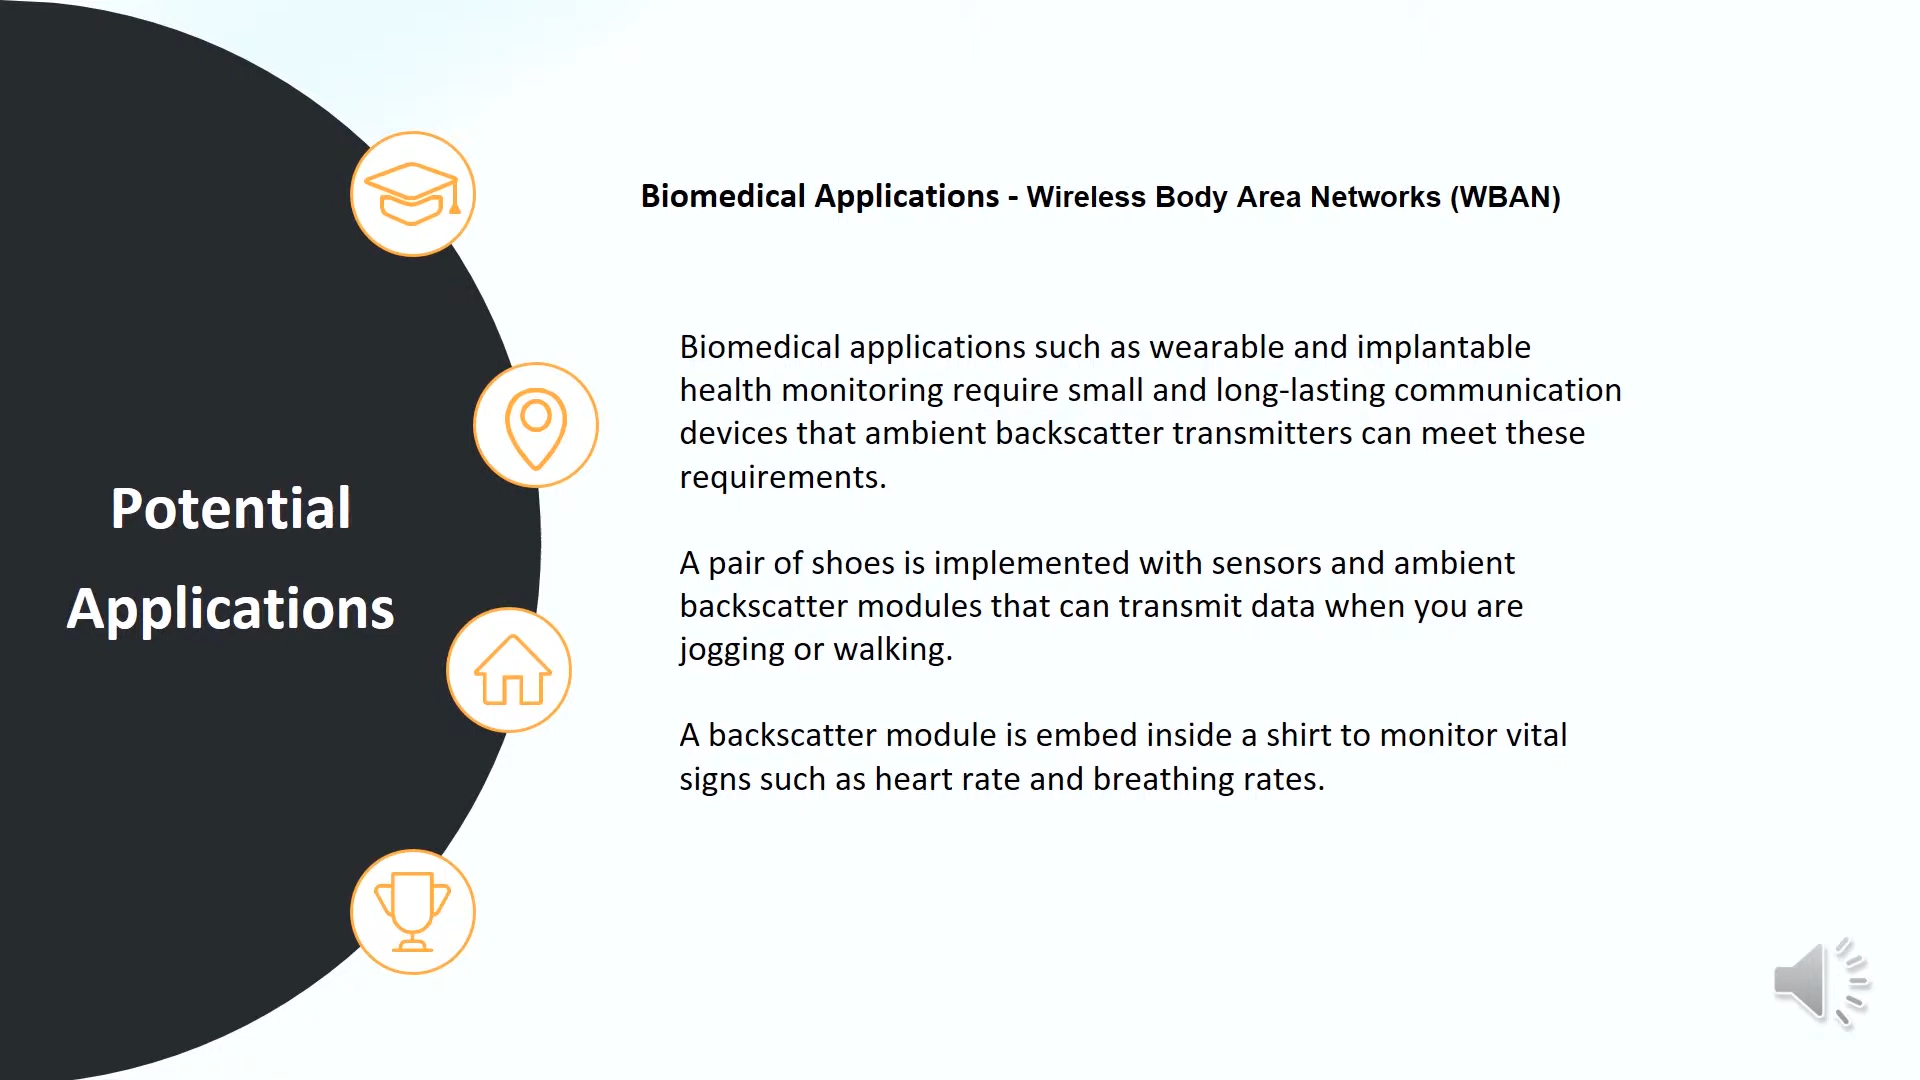 Potential
Applications
Biomedical Applications - Wireless Body Area Networks (WBAN)
Biomedical applications such as wearable and implantable
health monitoring require small and long-lasting communication
devices that ambient backscatter transmitters can meet these
requirements.
A pair of shoes is implemented with sensors and ambient
backscatter modules that can transmit data when you are
jogging or walking.
A backscatter module is embed inside a shirt to monitor vital
signs such as heart rate and breathing rates.